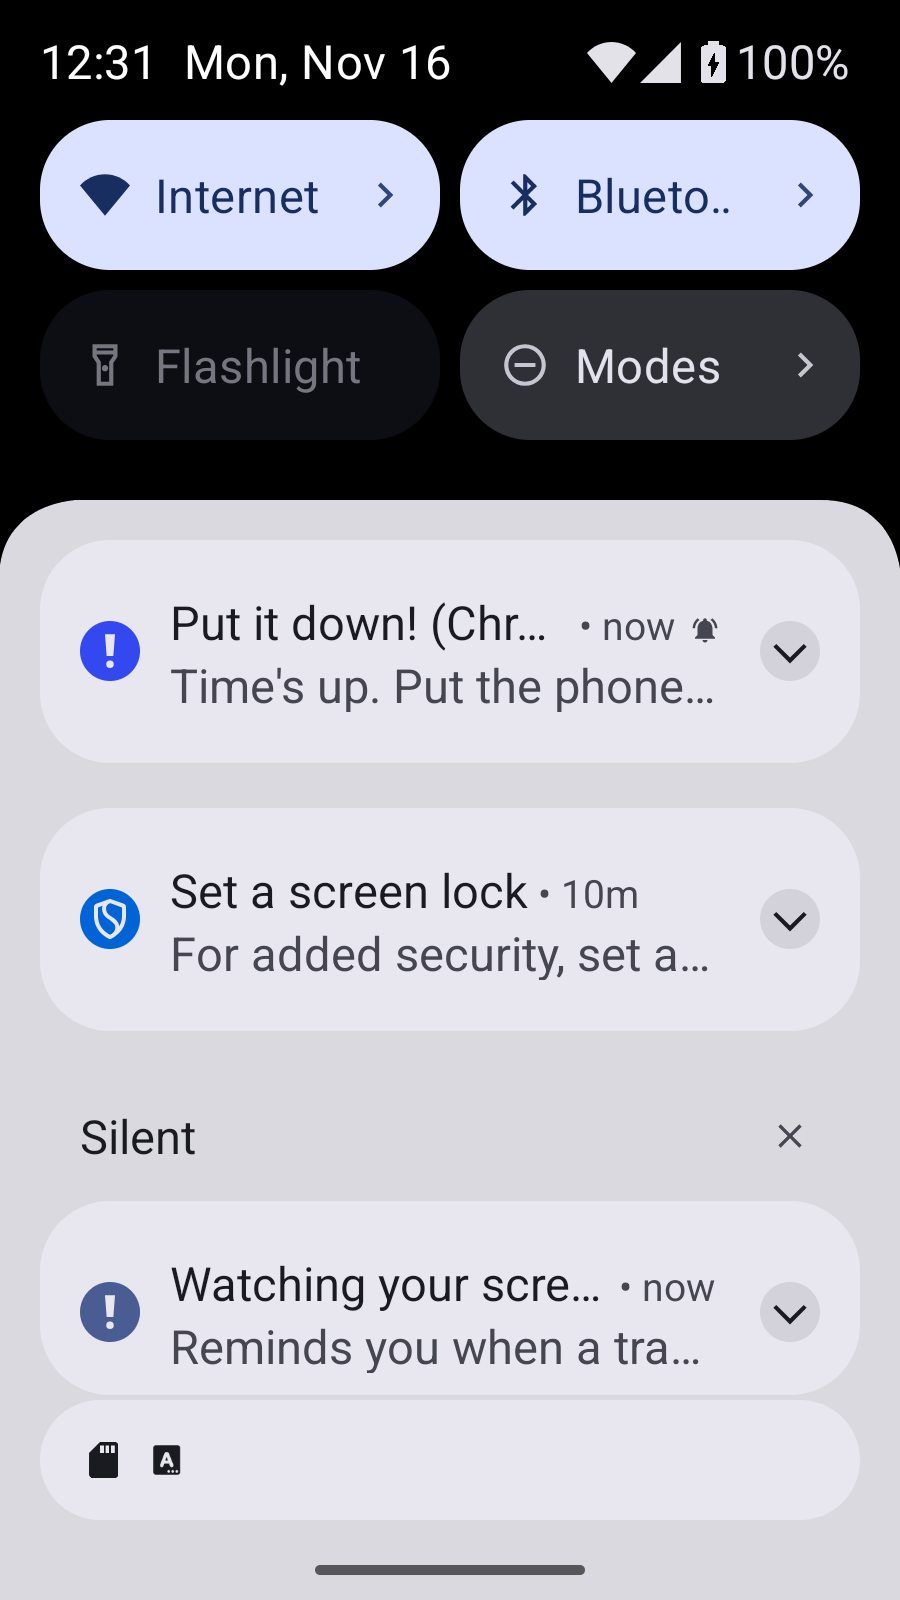 12:31 Mon, Nov 16 100%
Internet
Blueto..
Flashlight
Modes
Put it down! (Chr... • now
Time's up. Put the phone...
Set a screen lock • 10m
For added security, set a...
Silent
Watching your scre... • now
Reminds you when a tra...
A